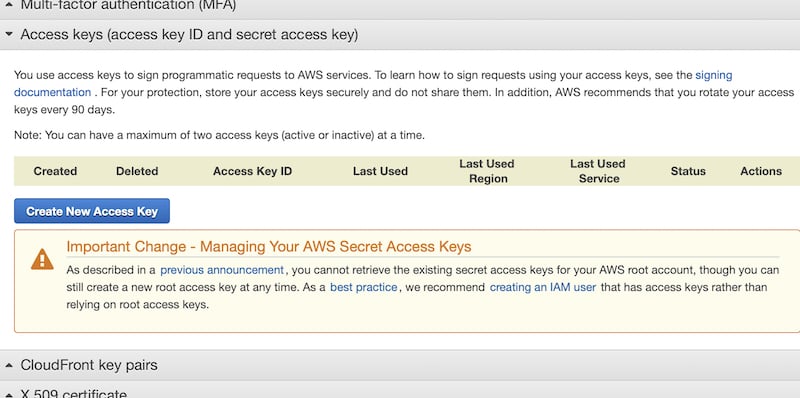 Multi-factor authentication (MFA)
Access keys (access key ID and secret access key)
You use access keys to sign programmatic requests to AWS services. To learn how to sign requests using your access keys, see the signing
documentation . For your protection, store your access keys securely and do not share them. In addition, AWS recommends that you rotate your access
keys every 90 days.
Note: You can have a maximum of two access keys (active or inactive) at a time.
Created Deleted Access Key ID Last Used Last Used Region Last Used Service Status Actions
Create New Access Key
Important Change - Managing Your AWS Secret Access Keys
As described in a previous announcement , you cannot retrieve the existing secret access keys for your AWS root account, though you can
still create a new root access key at any time. As a best practice , we recommend creating an IAM user that has access keys rather than
relying on root access keys.
CloudFront key pairs
X.509 certificate